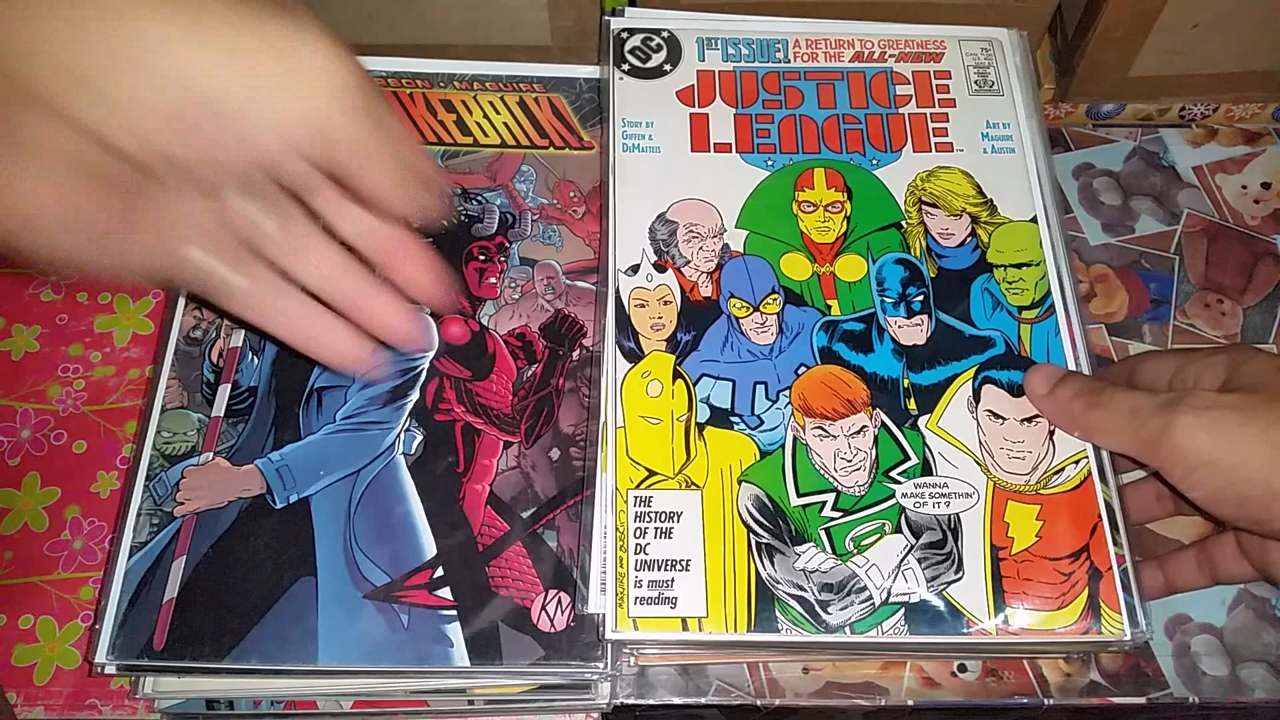 MAGUIRE
KEBACK!
DC
1ST ISSUE!
A RETURN TO GREATNESS
FOR THE ALL-NEW
75¢
JUSTICE
LEAGUE
TM
STORY BY
GIFFEN &
DEMATTEIS
ART BY
MAGUIRE
& AUSTIN
WANNA
MAKE SOMETHIN'
OF IT?
THE
HISTORY
OF THE
DC
UNIVERSE
is must
reading